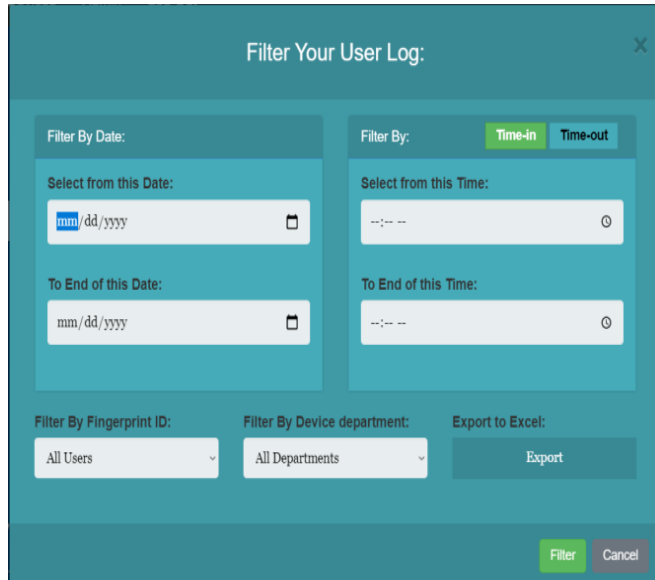 Filter Your User Log:
x
Filter By Date:
Select from this Date:
mm/dd/yyyy
To End of this Date:
mm/dd/yyyy
Filter By: Time-in Time-out
Select from this Time:
--:-- --
To End of this Time:
--:-- --
Filter By Fingerprint ID:
All Users
Filter By Device department:
All Departments
Export to Excel:
Export
Filter Cancel